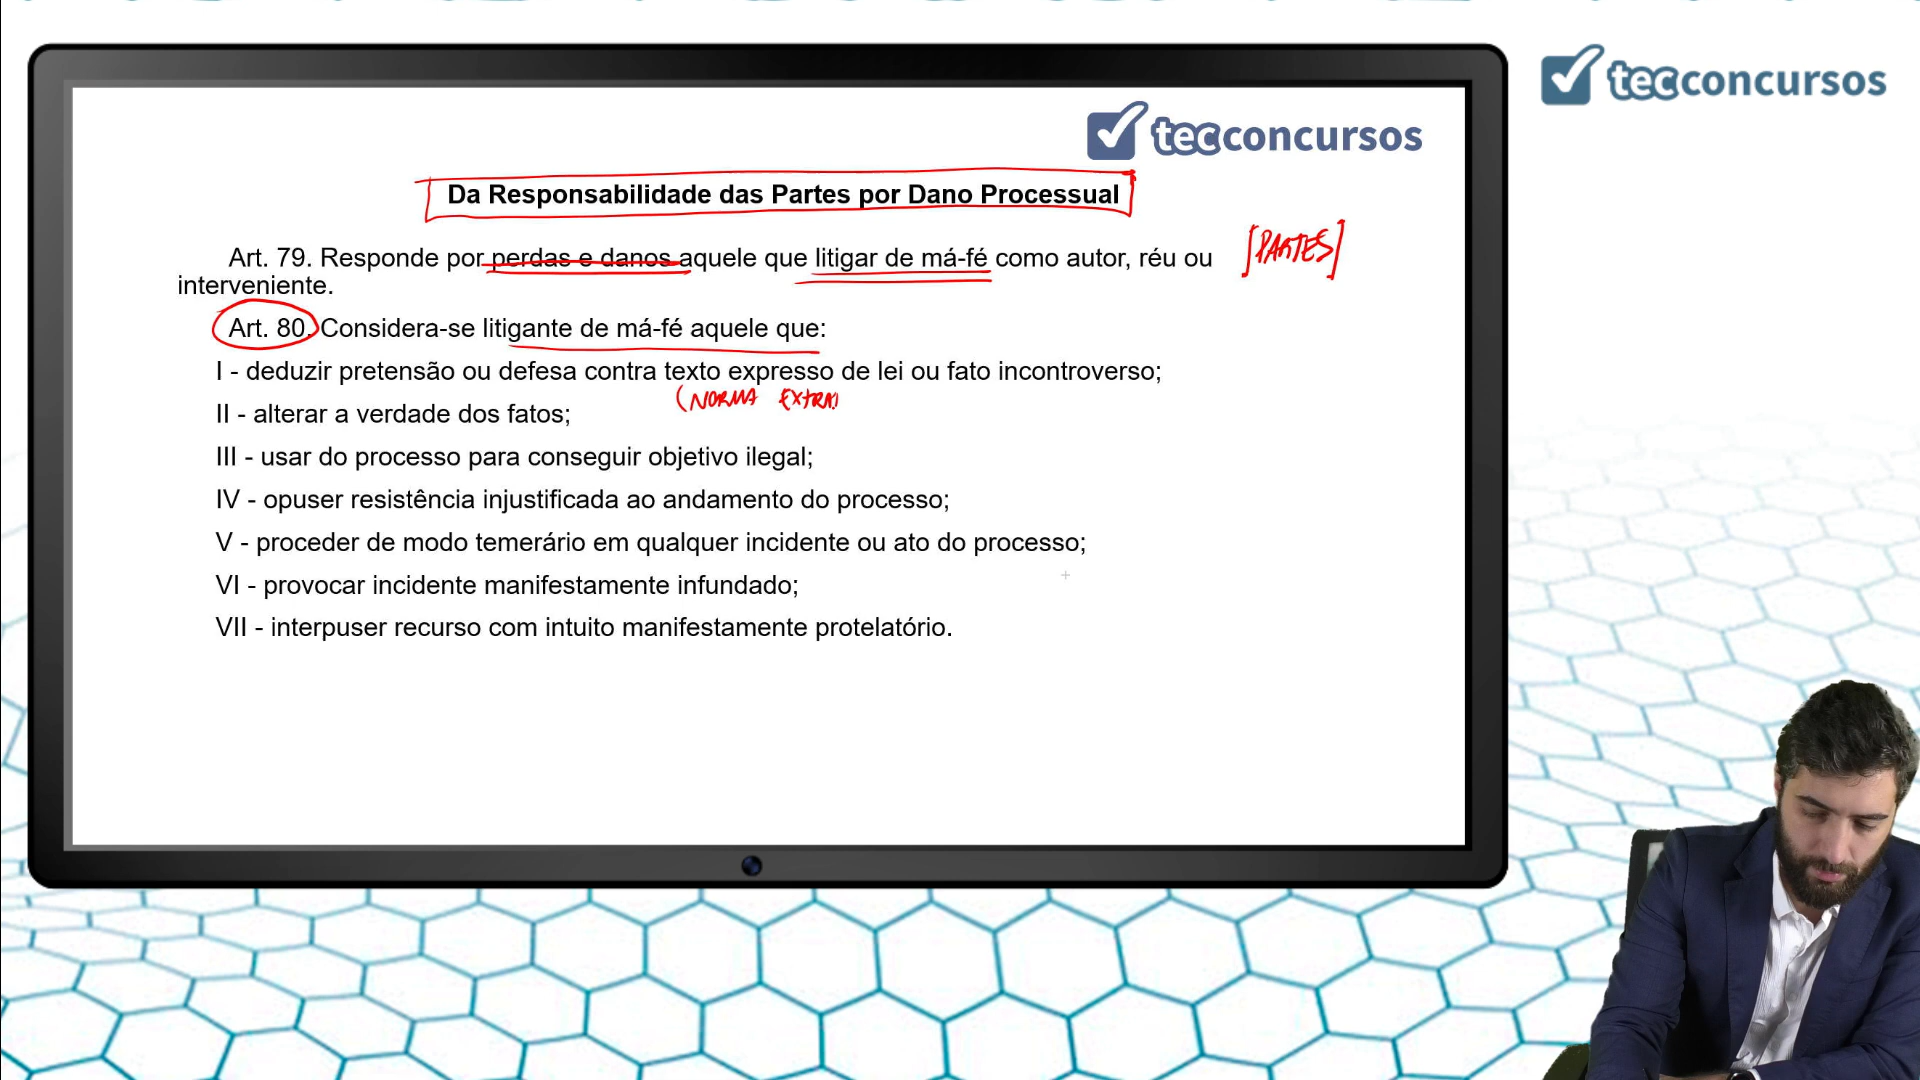 tecconcursos
tecconcursos
Da Responsabilidade das Partes por Dano Processual
Art. 79. Responde por perdas e danos aquele que litigar de má-fé como autor, réu ou [PARTES]
interveniente.
Art. 80. Considera-se litigante de má-fé aquele que:
I - deduzir pretensão ou defesa contra texto expresso de lei ou fato incontroverso;
(NORMA EXTRAI
II - alterar a verdade dos fatos;
III - usar do processo para conseguir objetivo ilegal;
IV - opuser resistência injustificada ao andamento do processo;
V - proceder de modo temerário em qualquer incidente ou ato do processo;
VI - provocar incidente manifestamente infundado;
VII - interpuser recurso com intuito manifestamente protelatório.